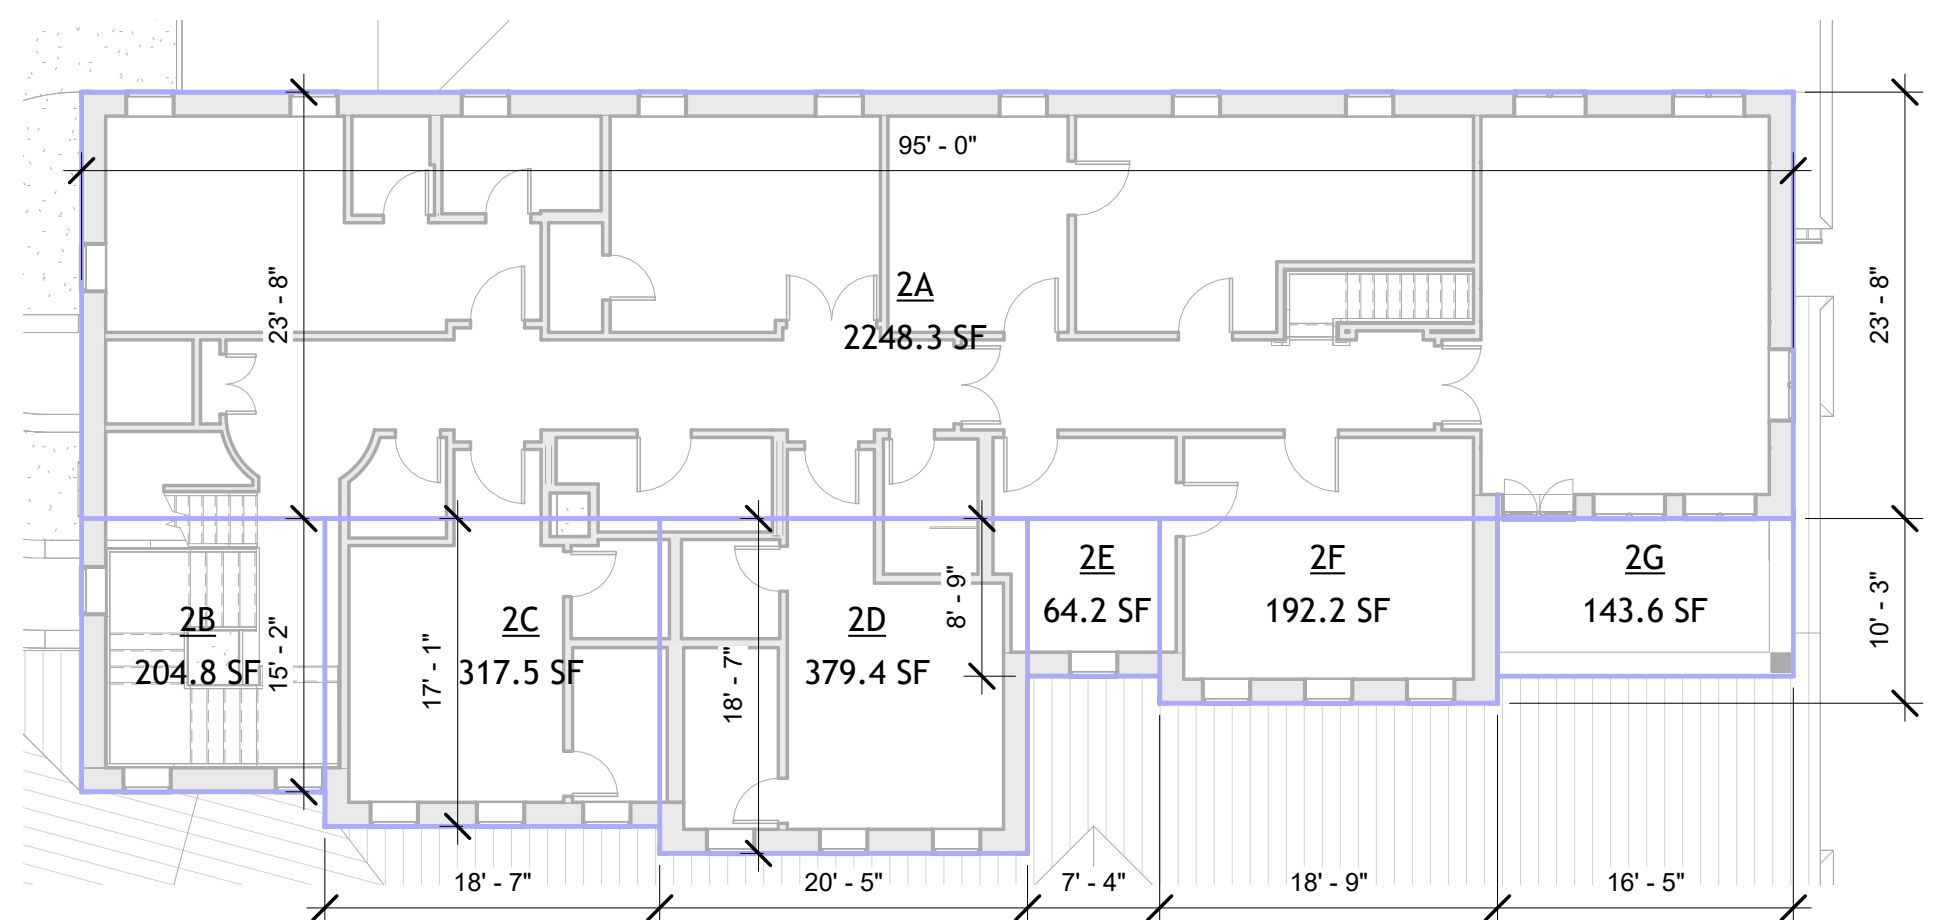 95' - 0"
23' - 8"
2A
2248.3 SF
23' - 8"
2B
204.8 SF
15' - 2"
17' - 1"
2C
317.5 SF
18' - 7"
2D
379.4 SF
8' - 9"
2E
64.2 SF
2F
192.2 SF
2G
143.6 SF
10' - 3"
18' - 7"
20' - 5"
7' - 4"
18' - 9"
16' - 5"